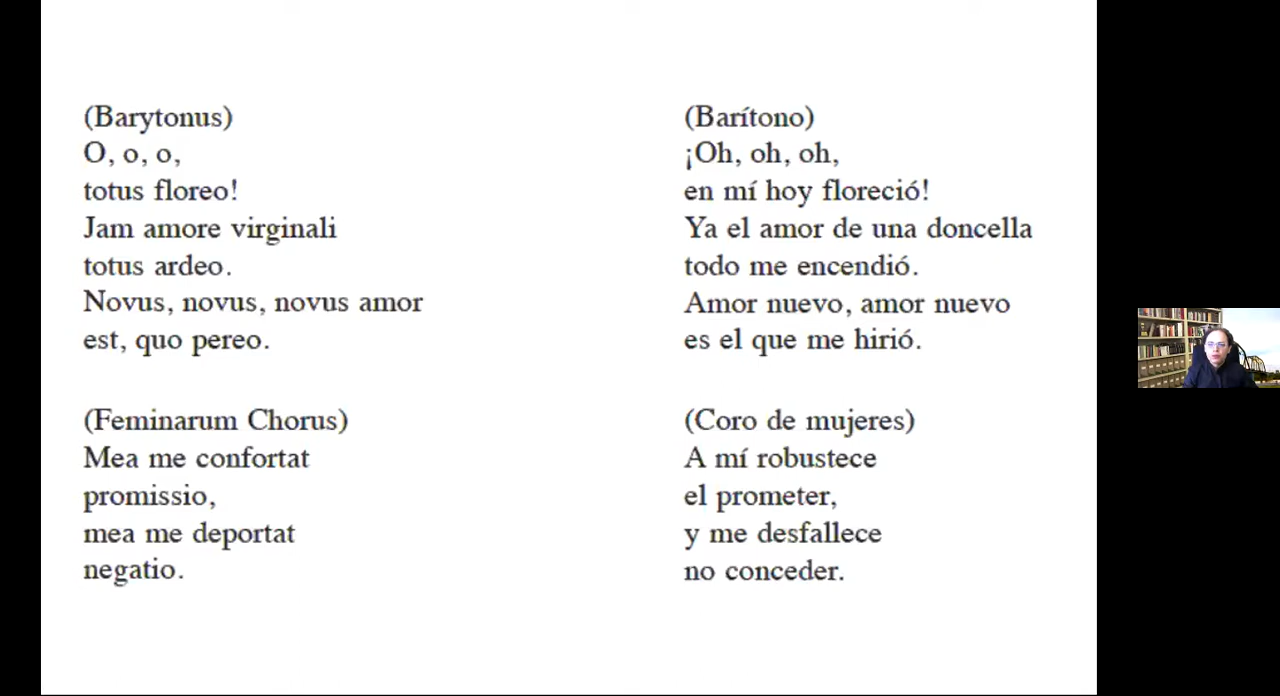 (Barytonus)
O, o, o,
totus floreo!
Jam amore virginali
totus ardeo.
Novus, novus, novus amor
est, quo pereo.
(Feminarum Chorus)
Mea me confortat
promissio,
mea me deportat
negatio.
(Barítono)
¡Oh, oh, oh,
en mí hoy floreció!
Ya el amor de una doncella
todo me encendió.
Amor nuevo, amor nuevo
es el que me hirió.
(Coro de mujeres)
A mí robustece
el prometer,
y me desfallece
no conceder.